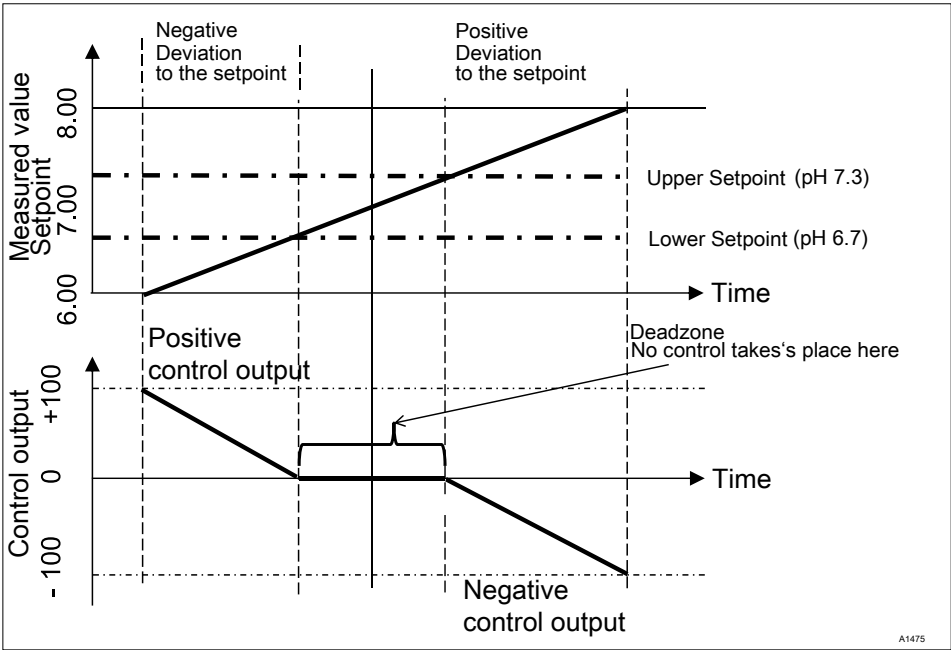 Negative
Deviation
to the setpoint
Positive
Deviation
to the setpoint
Measured value
Setpoint
8.00
7.00
6.00
Upper Setpoint (pH 7.3)
Lower Setpoint (pH 6.7)
Time
Positive
control output
Deadzone
No control takes's place here
Control output
+100
0
- 100
Time
Negative
control output
A1475